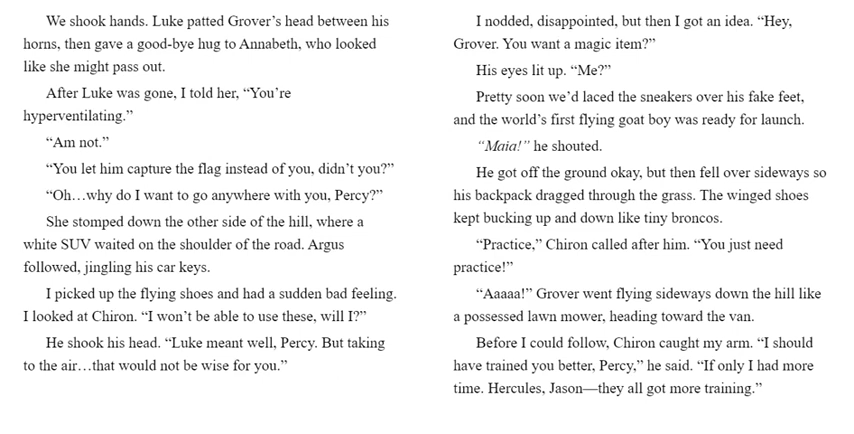 We shook hands. Luke patted Grover’s head between his
horns, then gave a good-bye hug to Annabeth, who looked
like she might pass out.
After Luke was gone, I told her, “You’re
hyperventilating.”
“Am not.”
“You let him capture the flag instead of you, didn’t you?”
“Oh…why do I want to go anywhere with you, Percy?”
She stomped down the other side of the hill, where a
white SUV waited on the shoulder of the road. Argus
followed, jingling his car keys.
I picked up the flying shoes and had a sudden bad feeling.
I looked at Chiron. “I won’t be able to use these, will I?”
He shook his head. “Luke meant well, Percy. But taking
to the air…that would not be wise for you.”
I nodded, disappointed, but then I got an idea. “Hey,
Grover. You want a magic item?”
His eyes lit up. “Me?”
Pretty soon we’d laced the sneakers over his fake feet,
and the world’s first flying goat boy was ready for launch.
“Maia!” he shouted.
He got off the ground okay, but then fell over sideways so
his backpack dragged through the grass. The winged shoes
kept bucking up and down like tiny broncos.
“Practice,” Chiron called after him. “You just need
practice!”
“Aaaaa!” Grover went flying sideways down the hill like
a possessed lawn mower, heading toward the van.
Before I could follow, Chiron caught my arm. “I should
have trained you better, Percy,” he said. “If only I had more
time. Hercules, Jason—they all got more training.”